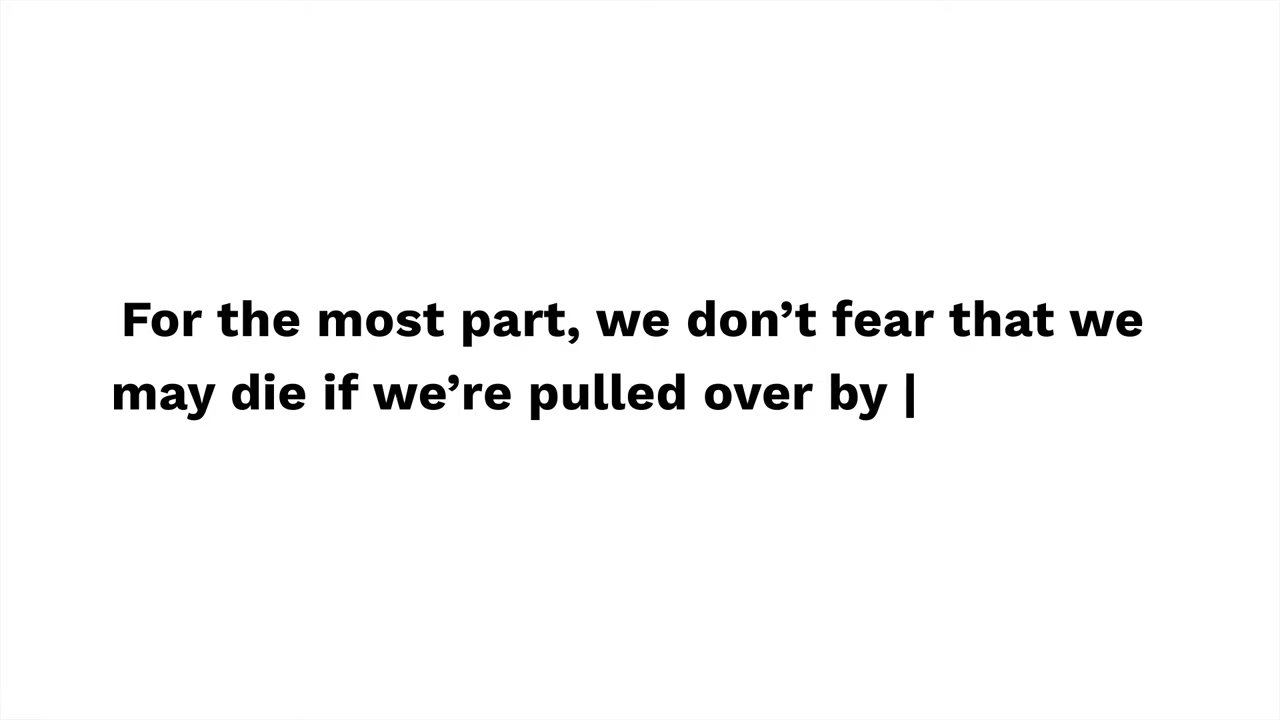 For the most part, we don’t fear that we
may die if we’re pulled over by |